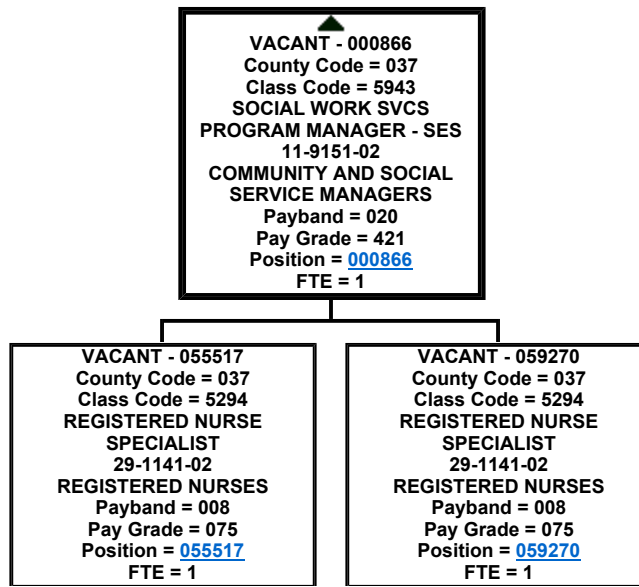 VACANT - 000866
County Code = 037
Class Code = 5943
SOCIAL WORK SVCS
PROGRAM MANAGER - SES
11-9151-02
COMMUNITY AND SOCIAL
SERVICE MANAGERS
Payband = 020
Pay Grade = 421
Position = 000866
FTE = 1
VACANT - 055517
County Code = 037
Class Code = 5294
REGISTERED NURSE
SPECIALIST
29-1141-02
REGISTERED NURSES
Payband = 008
Pay Grade = 075
Position = 055517
FTE = 1
VACANT - 059270
County Code = 037
Class Code = 5294
REGISTERED NURSE
SPECIALIST
29-1141-02
REGISTERED NURSES
Payband = 008
Pay Grade = 075
Position = 059270
FTE = 1